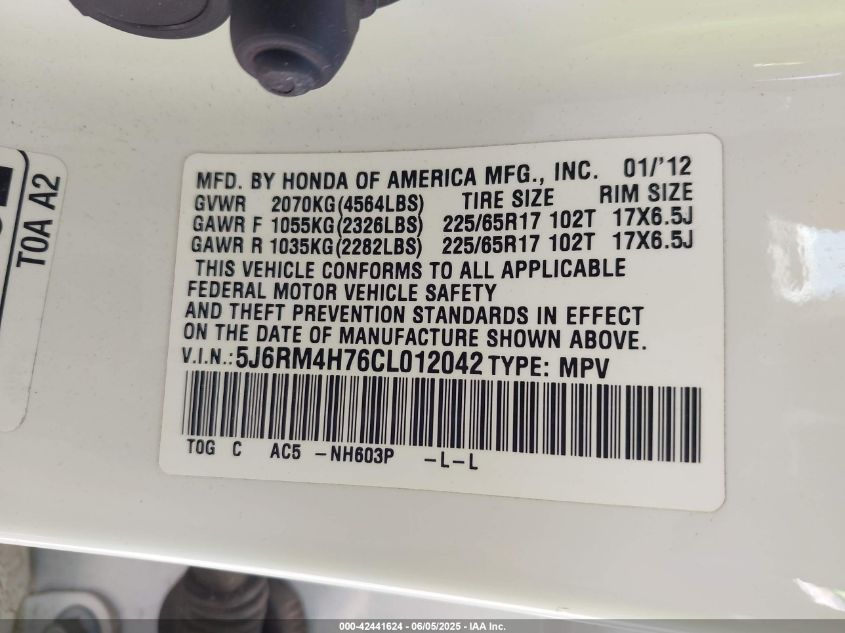 MFD. BY HONDA OF AMERICA MFG., INC. 01/'12
GVWR 2070KG(4564LBS) TIRE SIZE RIM SIZE
GAWR F 1055KG(2326LBS) 225/65R17 102T 17X6.5J
GAWR R 1035KG(2282LBS) 225/65R17 102T 17X6.5J
THIS VEHICLE CONFORMS TO ALL APPLICABLE
FEDERAL MOTOR VEHICLE SAFETY
AND THEFT PREVENTION STANDARDS IN EFFECT
ON THE DATE OF MANUFACTURE SHOWN ABOVE.
V.I.N.:5J6RM4H76CL012042 TYPE: MPV
T0G C AC5 -NH603P -L-L
T0A A2
000-42441624 - 06/05/2025 - IAA Inc.